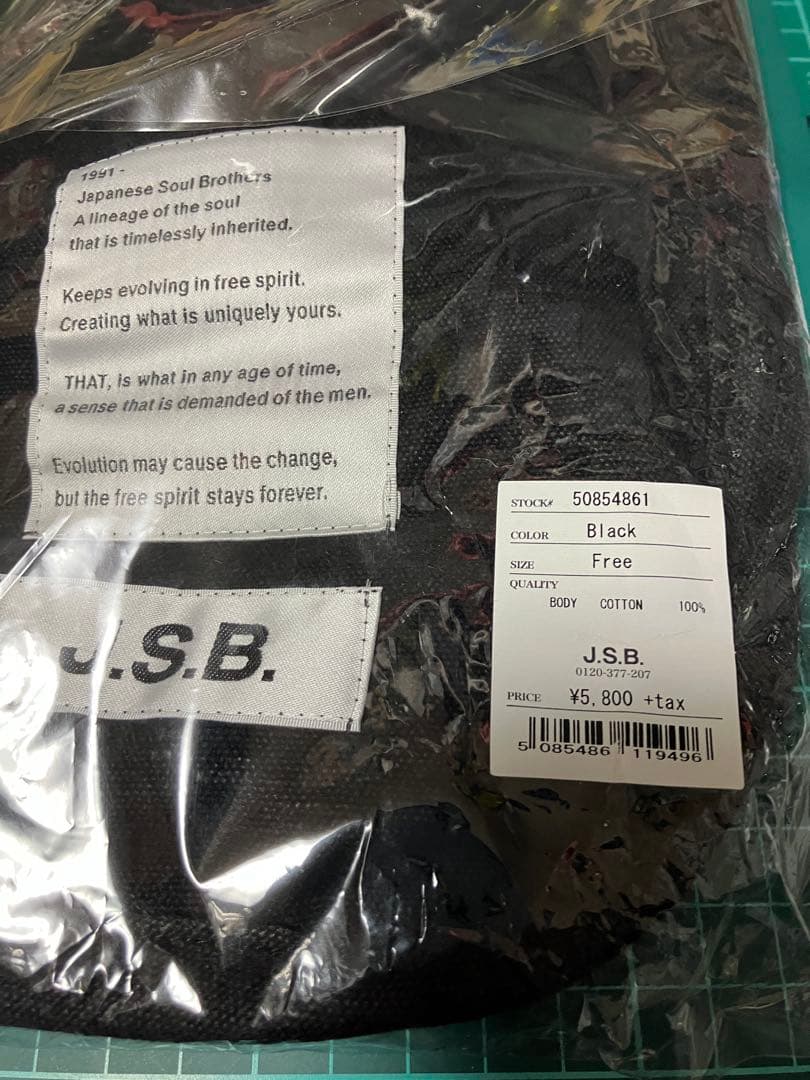 1991 -
Japanese Soul Brothers
A lineage of the soul
that is timelessly inherited.
Keeps evolving in free spirit.
Creating what is uniquely yours.
THAT, is what in any age of time,
a sense that is demanded of the men.
Evolution may cause the change,
but the free spirit stays forever.
J.S.B.
STOCK# 50854861
COLOR Black
SIZE Free
QUALITY
BODY COTTON 100%
J.S.B.
0120-377-207
PRICE ¥5,800 +tax
5 085486 119496